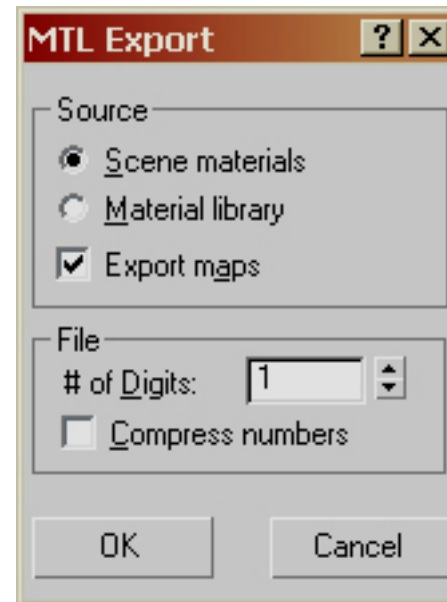 MTL Export ? X
Source
Scene materials
Material library
Export maps
File
# of Digits: 1
Compress numbers
OK Cancel